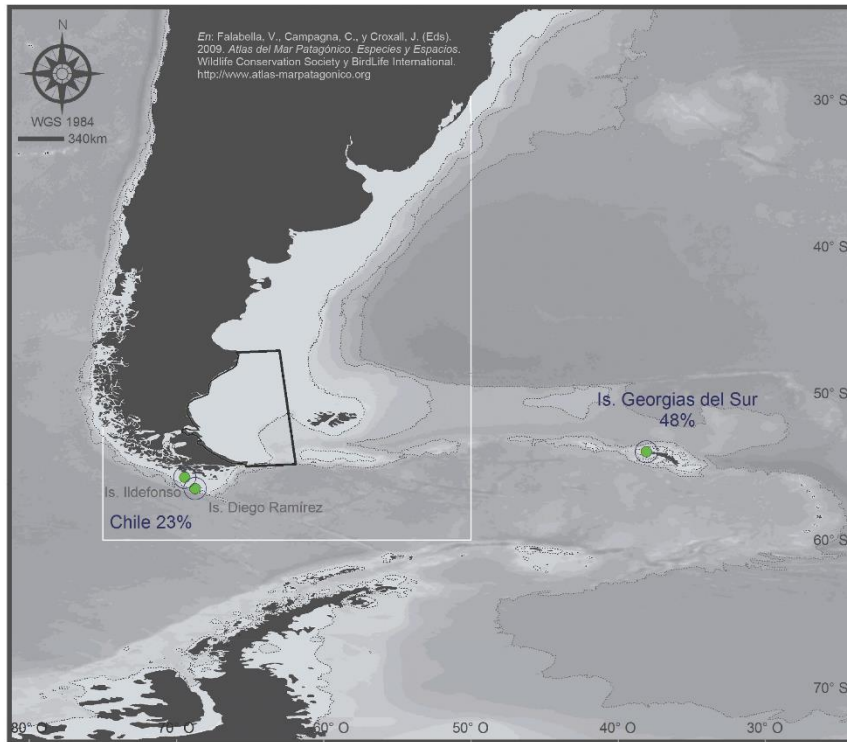 N
WGS 1984
340km
En: Falabella, V., Campagna, C., y Croxall, J. (Eds).
2009. Atlas del Mar Patagónico. Especies y Espacios.
Wildlife Conservation Society y BirdLife International.
http://www.atlas-marpatagonico.org
30° S
40° S
50° S
Is. Georgias del Sur
48%
Is. Ildefonso
Is. Diego Ramírez
Chile 23%
60° S
70° S
80° O
70° O
60° O
50° O
40° O
30° O